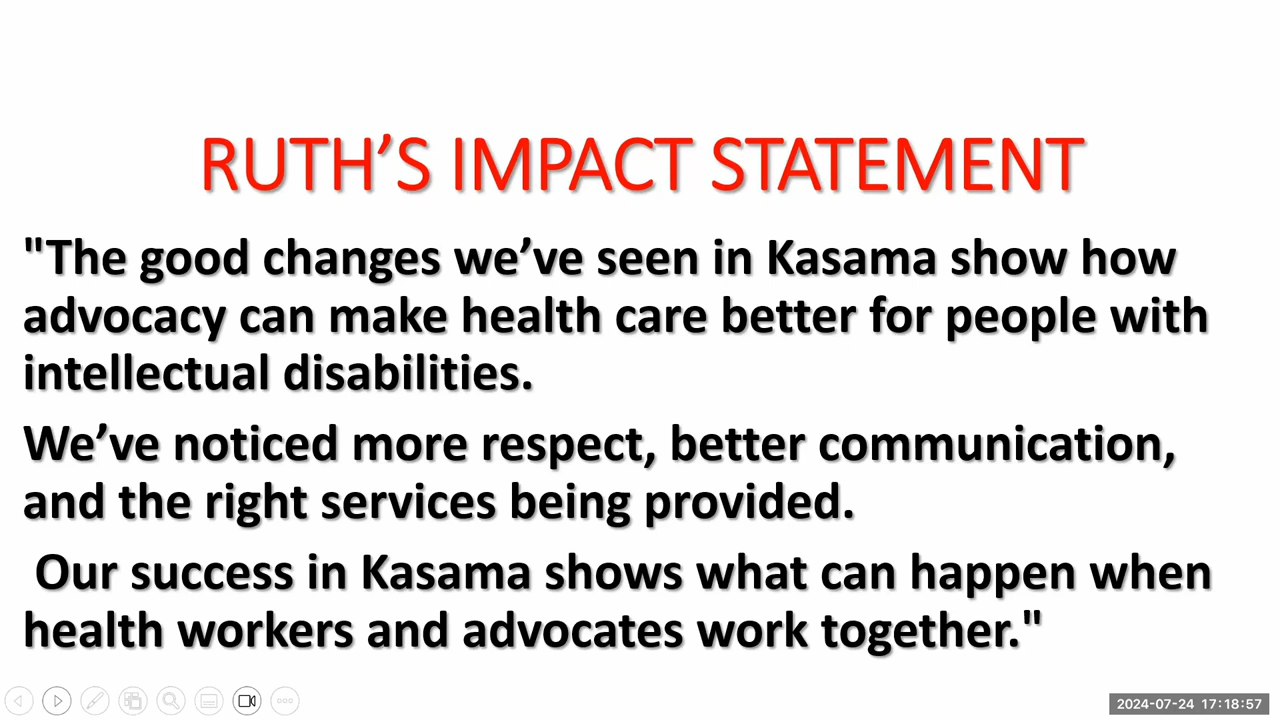 RUTH’S IMPACT STATEMENT
"The good changes we’ve seen in Kasama show how
advocacy can make health care better for people with
intellectual disabilities.
We’ve noticed more respect, better communication,
and the right services being provided.
Our success in Kasama shows what can happen when
health workers and advocates work together."
2024-07-24 17:18:57